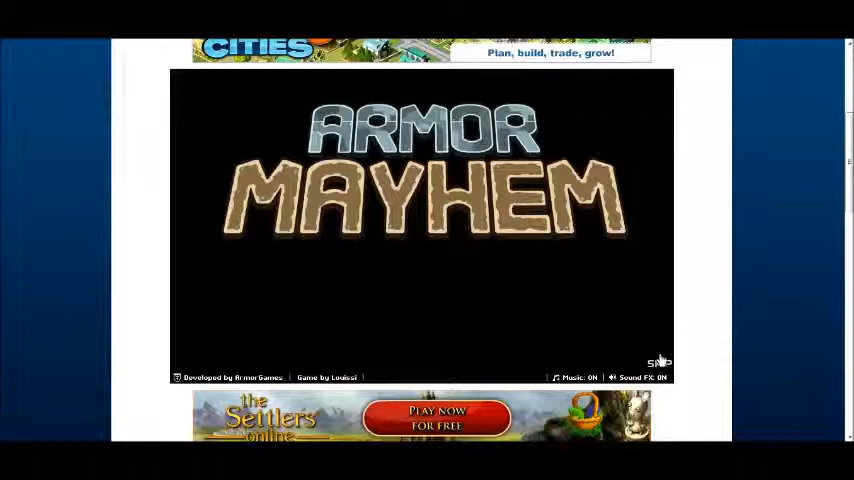 CITIES
Plan, build, trade, grow!
ARMOR
MAYHEM
SKIP
Developed by ArmorGames | Game by Louissi | Music: ON | Sound FX: ON
the
Settlers
online
PLAY NOW
FOR FREE